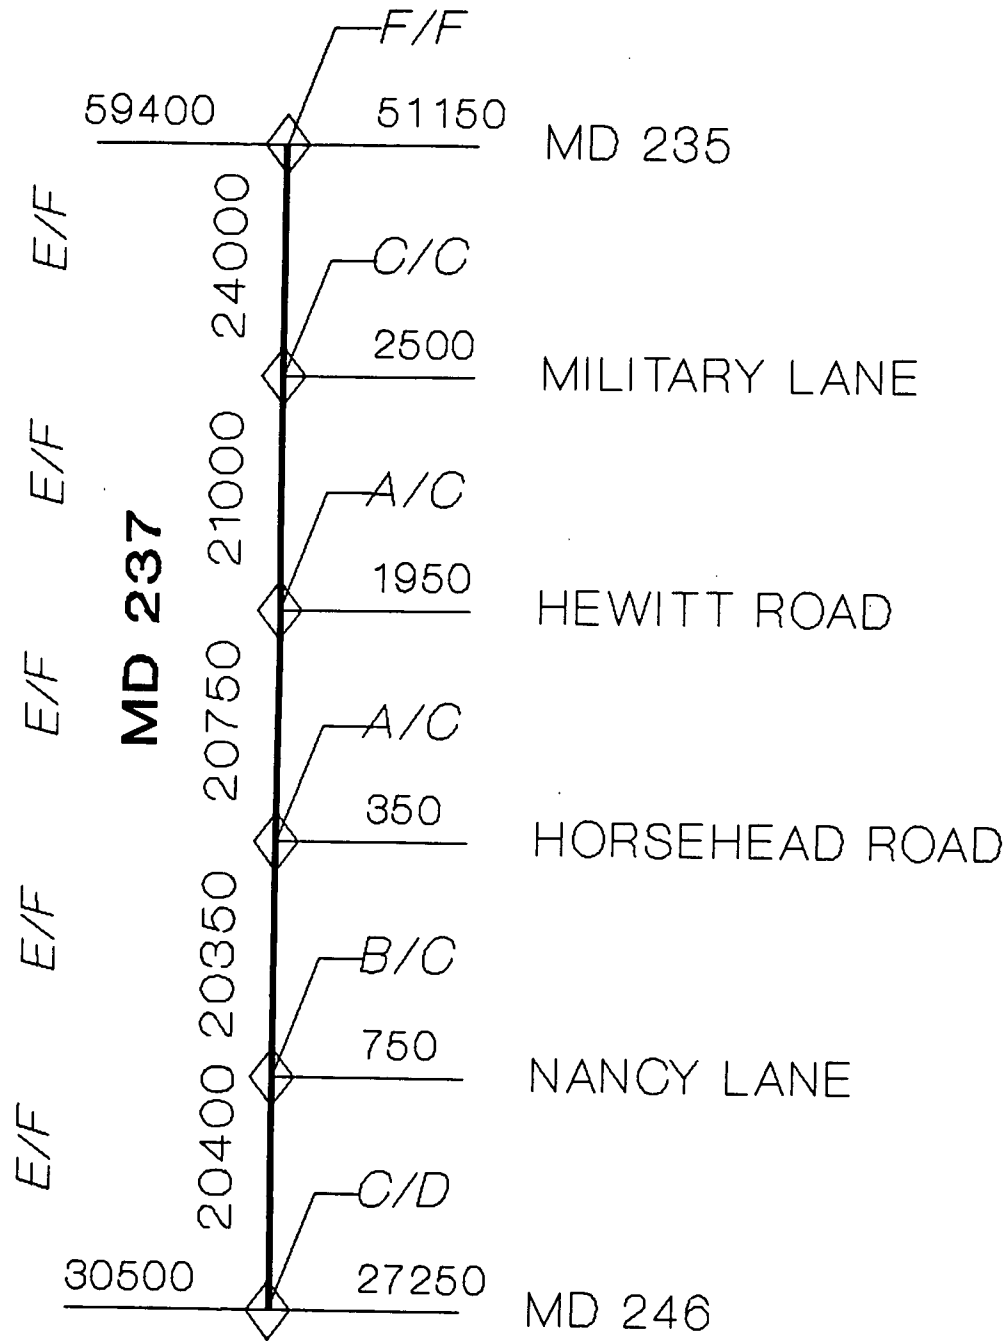 F/F
59400 51150 MD 235
E/F
24000
C/C
2500 MILITARY LANE
E/F
21000
A/C
1950 HEWITT ROAD
MD 237
E/F
20750
A/C
350 HORSEHEAD ROAD
E/F
20350
B/C
750 NANCY LANE
E/F
20400
C/D
30500 27250 MD 246